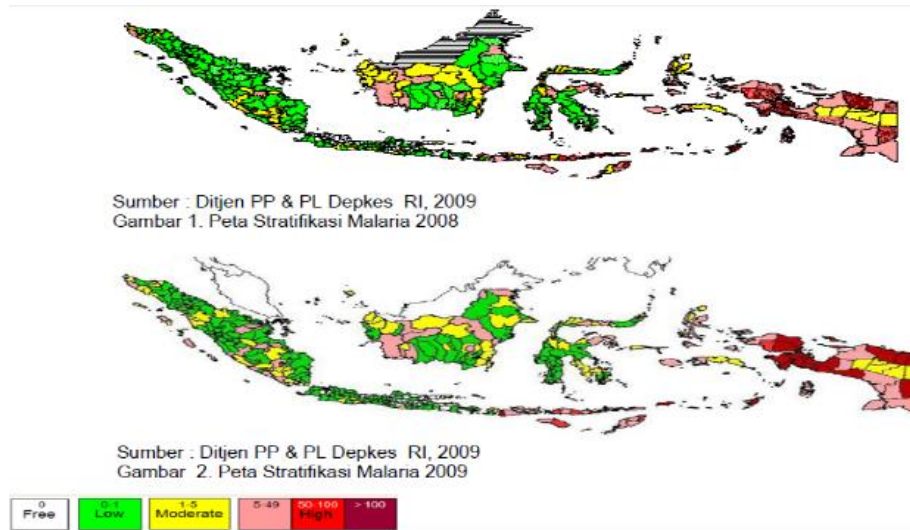 Sumber : Ditjen PP & PL Depkes RI, 2009
Gambar 1. Peta Stratifikasi Malaria 2008
Sumber : Ditjen PP & PL Depkes RI, 2009
Gambar 2. Peta Stratifikasi Malaria 2009
0 0-1 1-5 5-49 50-100 > 100
Free Low Moderate High